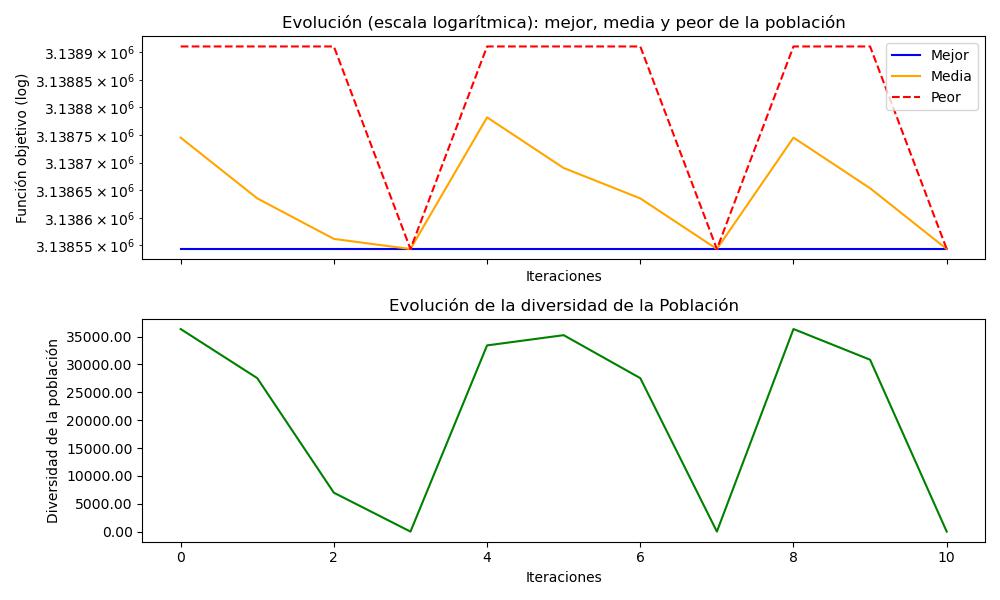 Evolución (escala logarítmica): mejor, media y peor de la población
Función objetivo (log)
3.1389 × 10⁶
3.13885 × 10⁶
3.1388 × 10⁶
3.13875 × 10⁶
3.1387 × 10⁶
3.13865 × 10⁶
3.1386 × 10⁶
3.13855 × 10⁶
Mejor
Media
Peor
Iteraciones
Evolución de la diversidad de la Población
Diversidad de la población
35000.00
30000.00
25000.00
20000.00
15000.00
10000.00
5000.00
0.00
0 2 4 6 8 10
Iteraciones